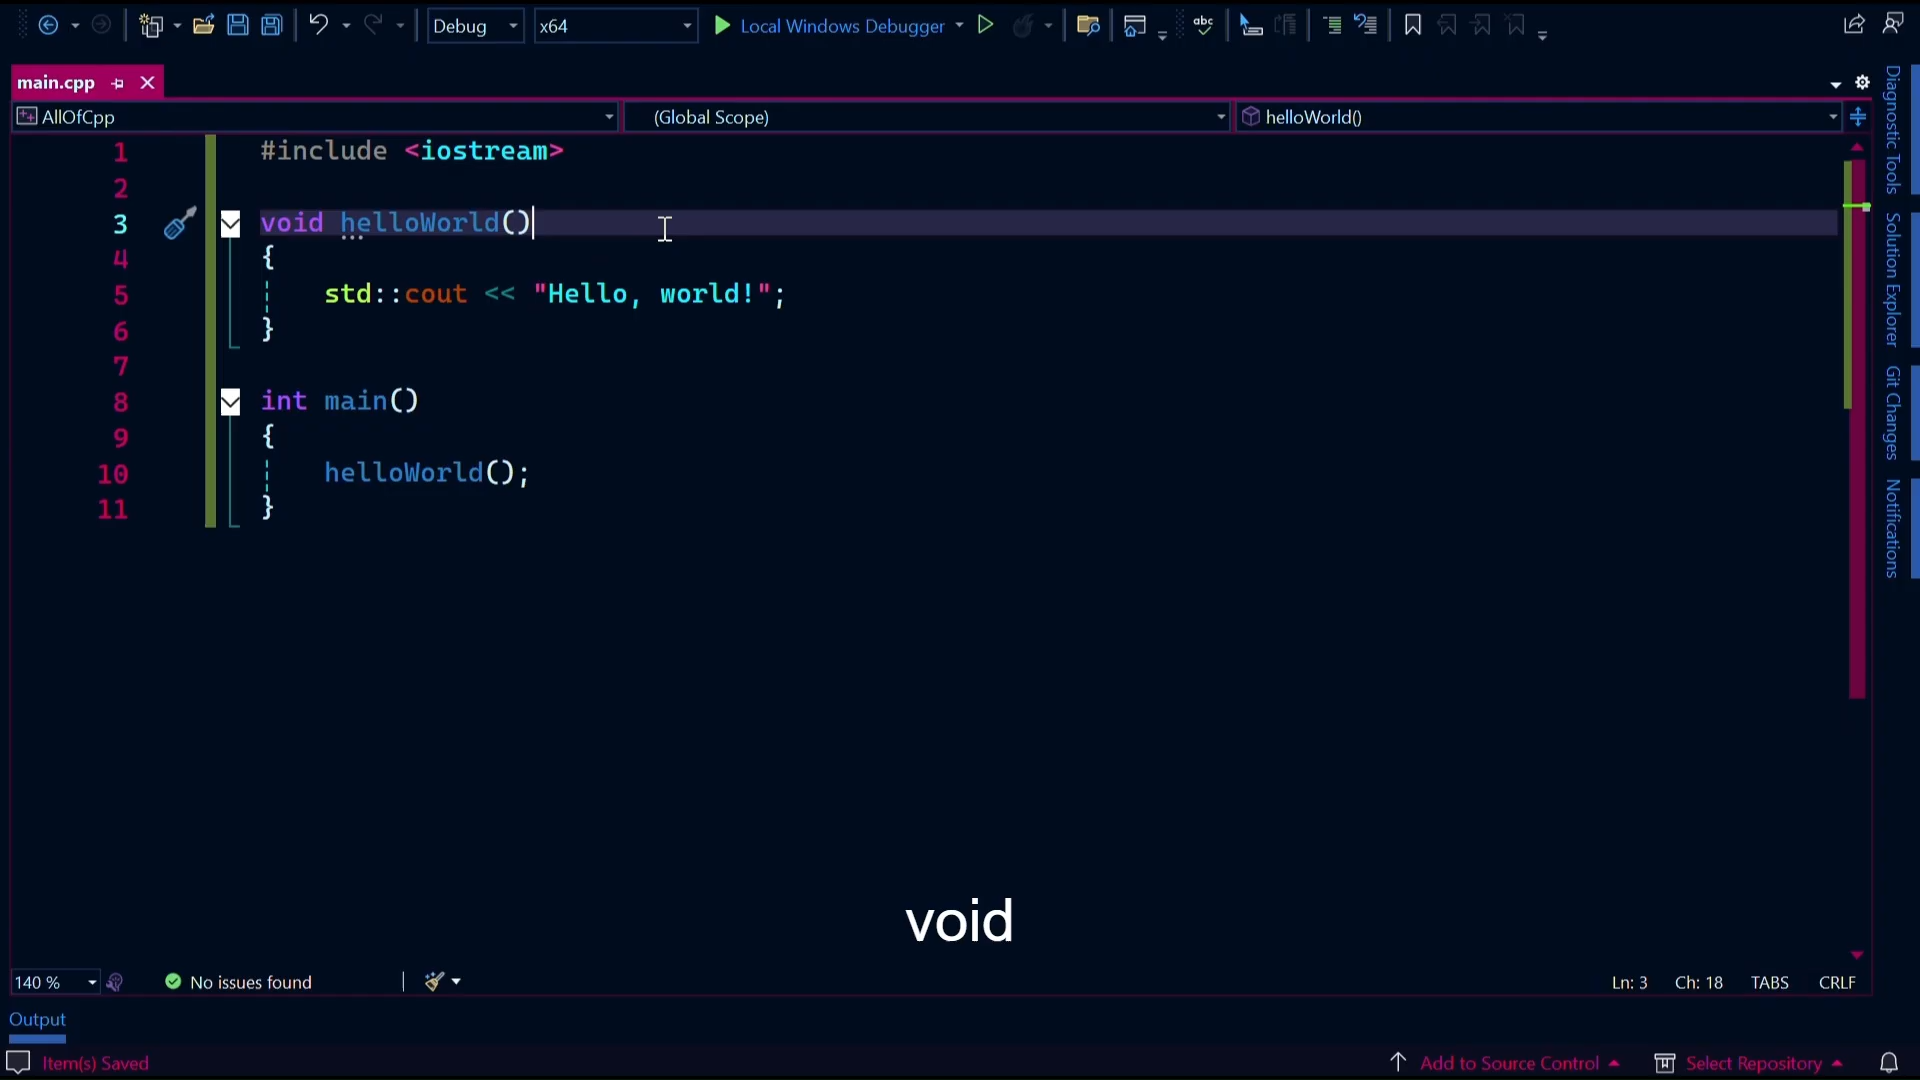 Debug x64 Local Windows Debugger abc
main.cpp
AllOfCpp (Global Scope) helloWorld()
1 #include <iostream>
2
3 void helloWorld()
4 {
5 std::cout << "Hello, world!";
6 }
7
8 int main()
9 {
10 helloWorld();
11 }
Diagnostic Tools
Solution Explorer
Git Changes
Notifications
void
140 % No issues found Ln: 3 Ch: 18 TABS CRLF
Output
Item(s) Saved Add to Source Control Select Repository